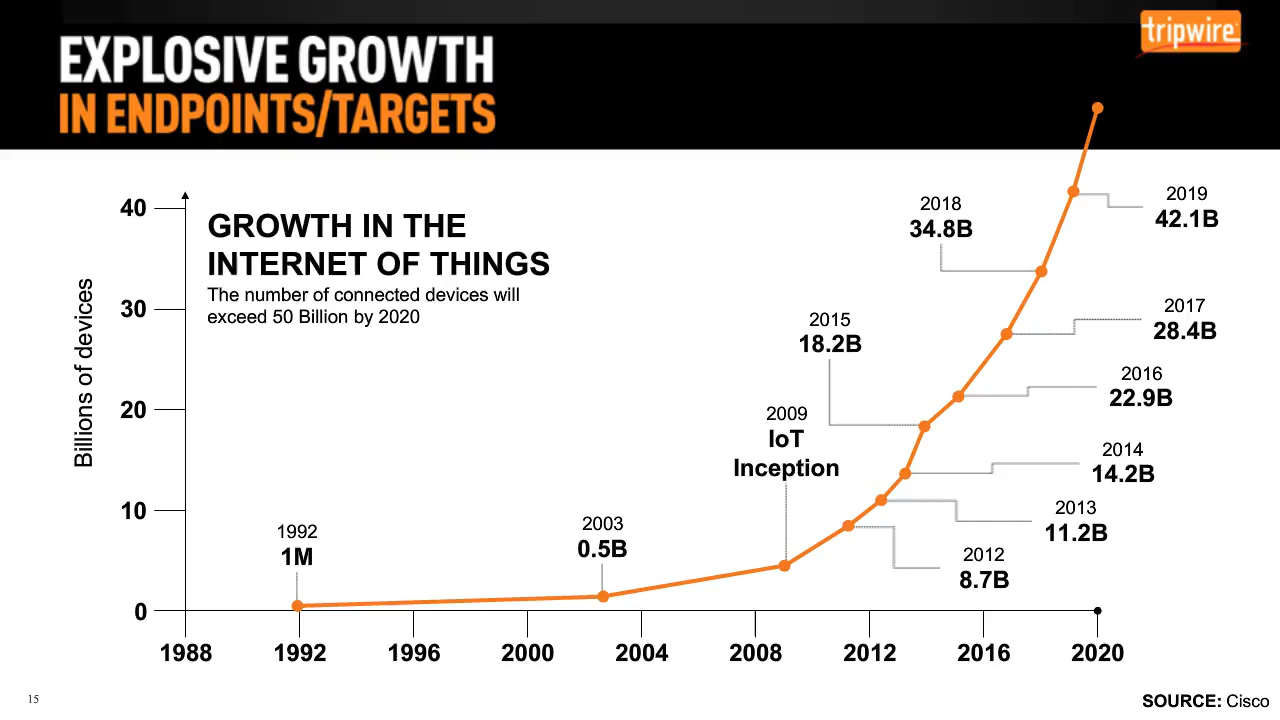 tripwire
EXPLOSIVE GROWTH
IN ENDPOINTS/TARGETS
GROWTH IN THE
INTERNET OF THINGS
The number of connected devices will
exceed 50 Billion by 2020
Billions of devices
40
30
20
10
0
1988
1992
1996
2000
2004
2008
2012
2016
2020
1992
1M
2003
0.5B
2009
IoT
Inception
2012
8.7B
2013
11.2B
2014
14.2B
2015
18.2B
2016
22.9B
2017
28.4B
2018
34.8B
2019
42.1B
15
SOURCE: Cisco